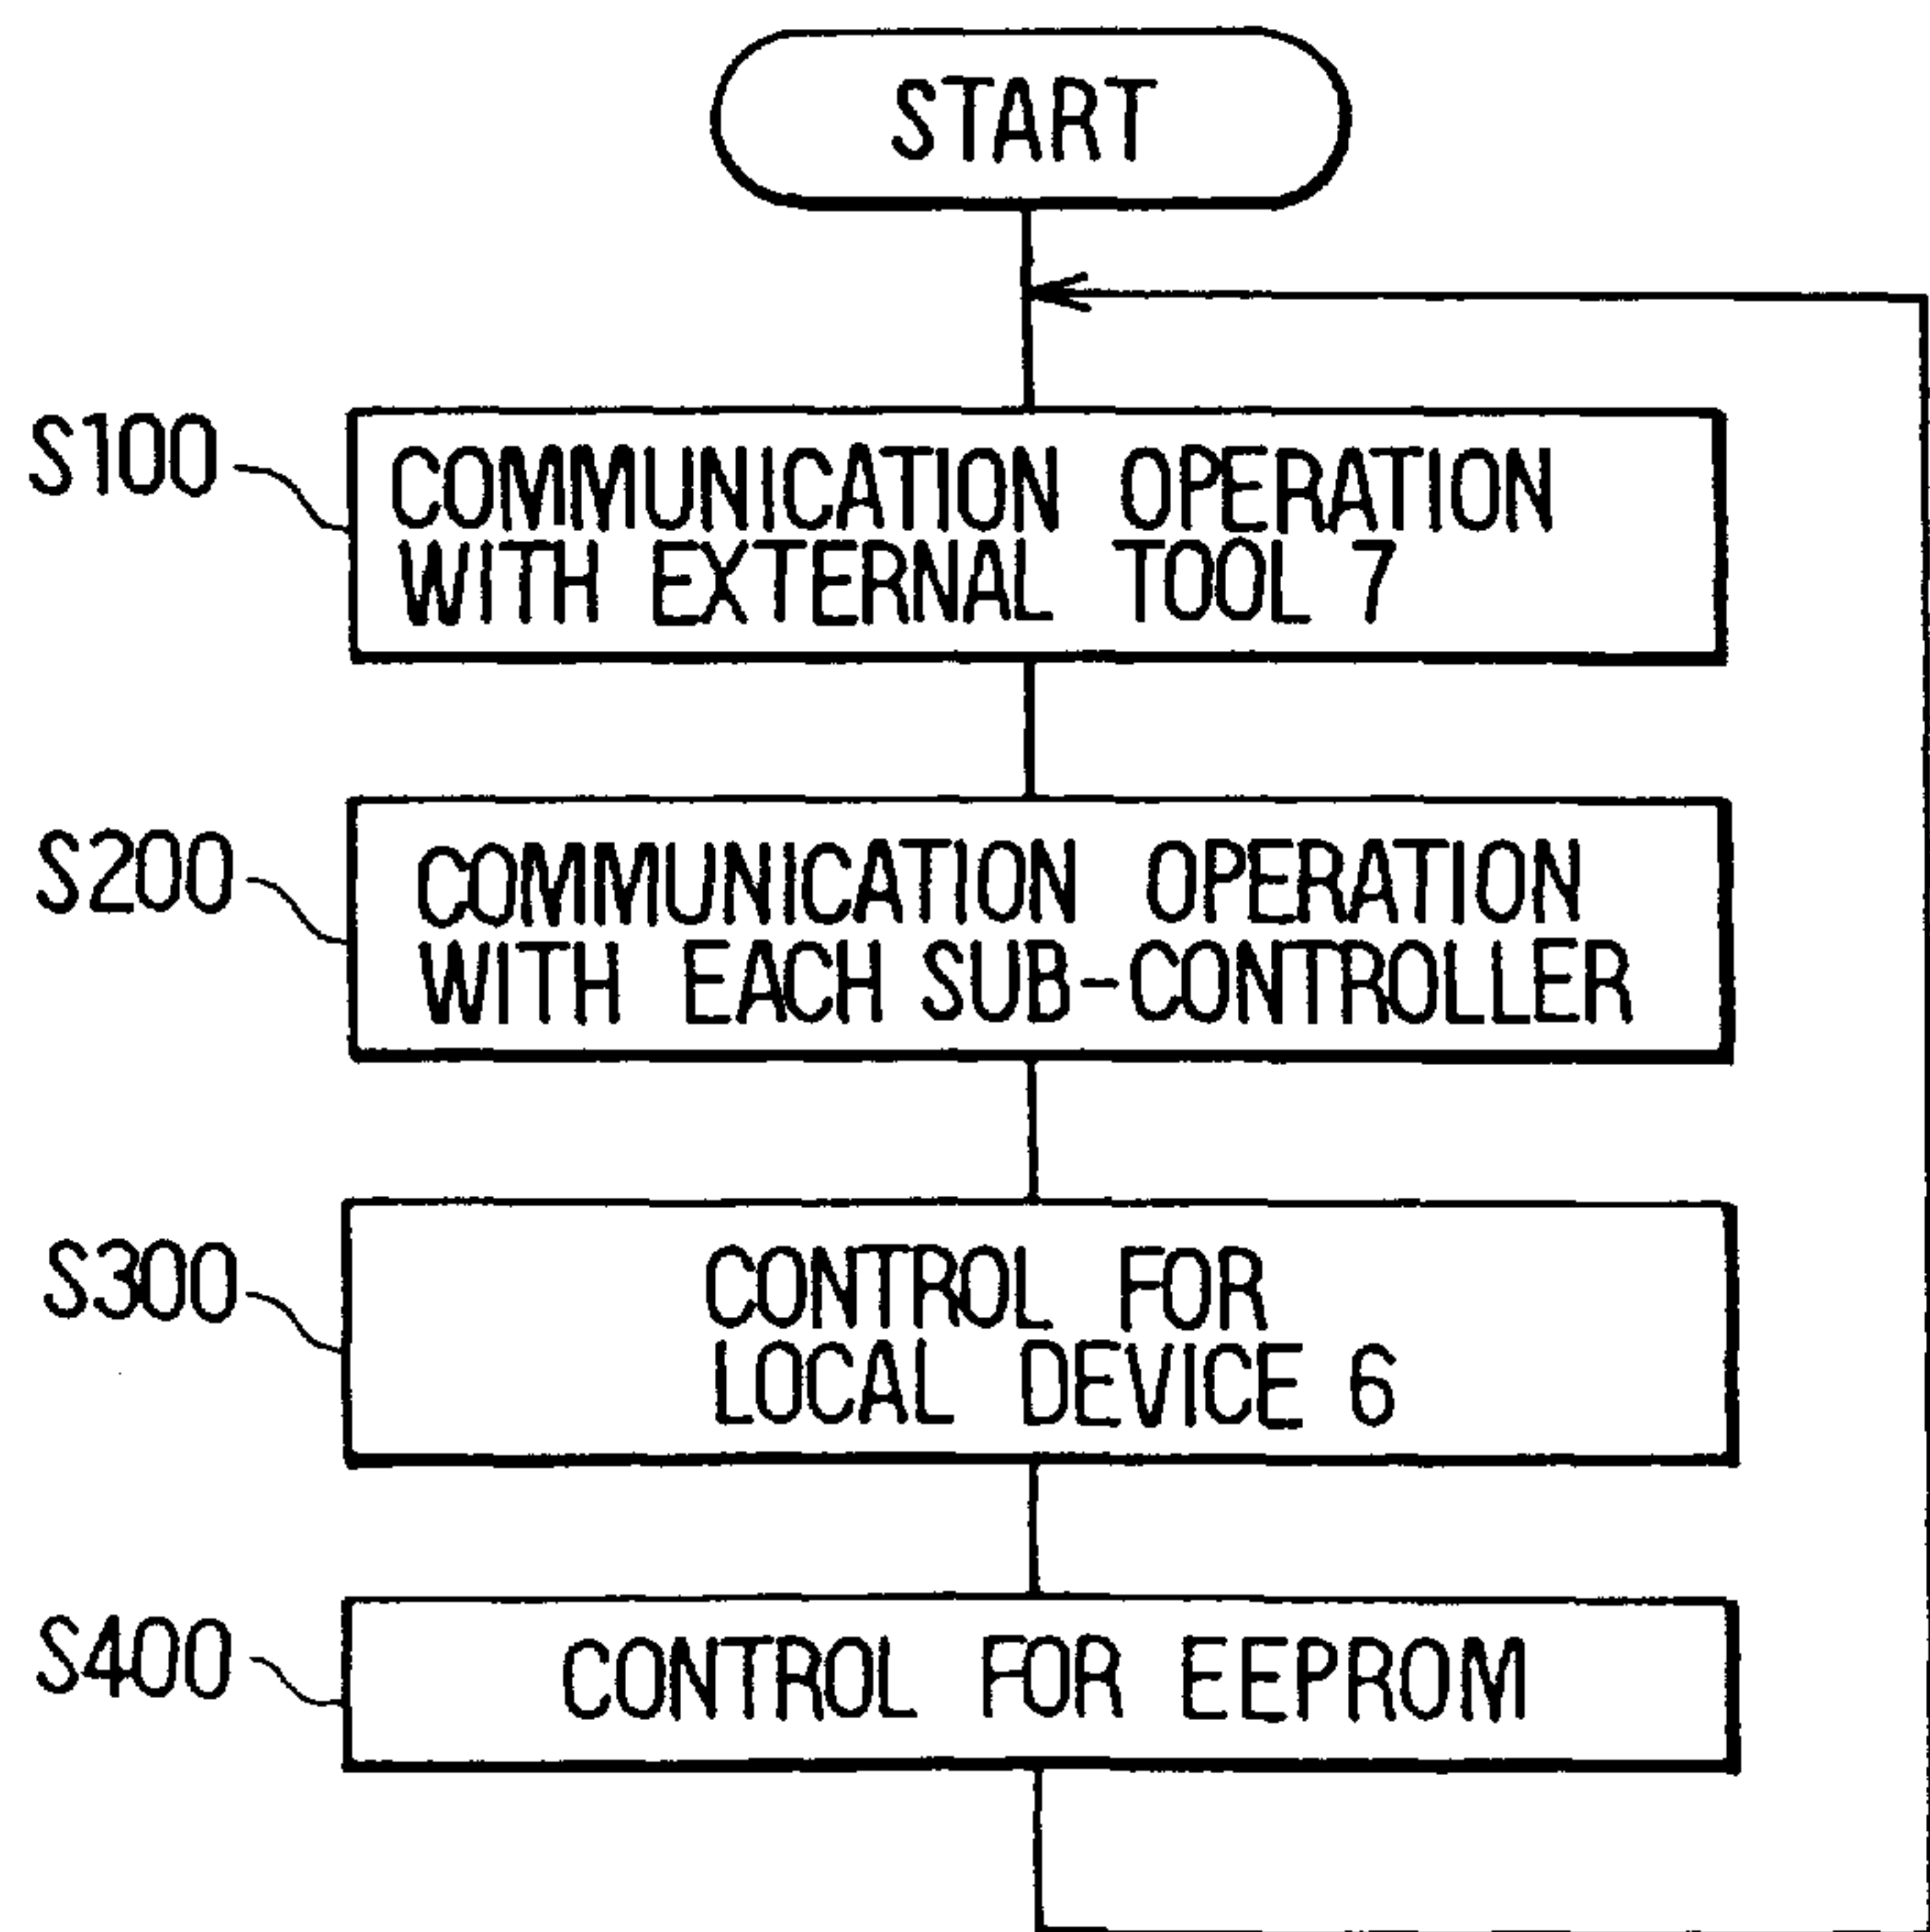 START
S100
COMMUNICATION OPERATION
WITH EXTERNAL TOOL 7
S200
COMMUNICATION OPERATION
WITH EACH SUB-CONTROLLER
S300
CONTROL FOR
LOCAL DEVICE 6
S400
CONTROL FOR EEPROM